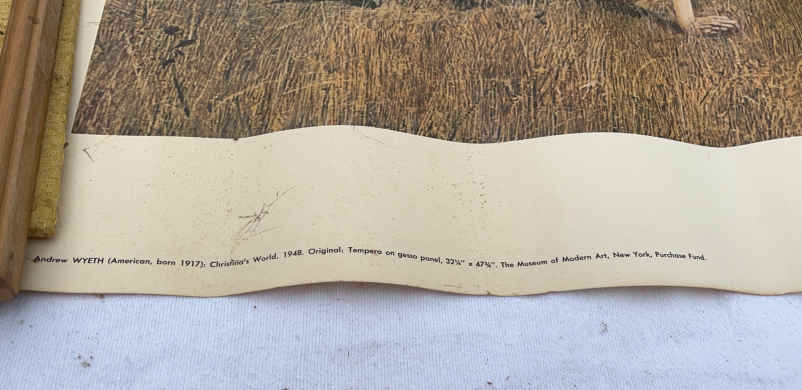 Andrew WYETH (American, born 1917): Christina's World. 1948. Original: Tempera on gesso panel, 32¼" x 47¾". The Museum of Modern Art, New York, Purchase Fund.